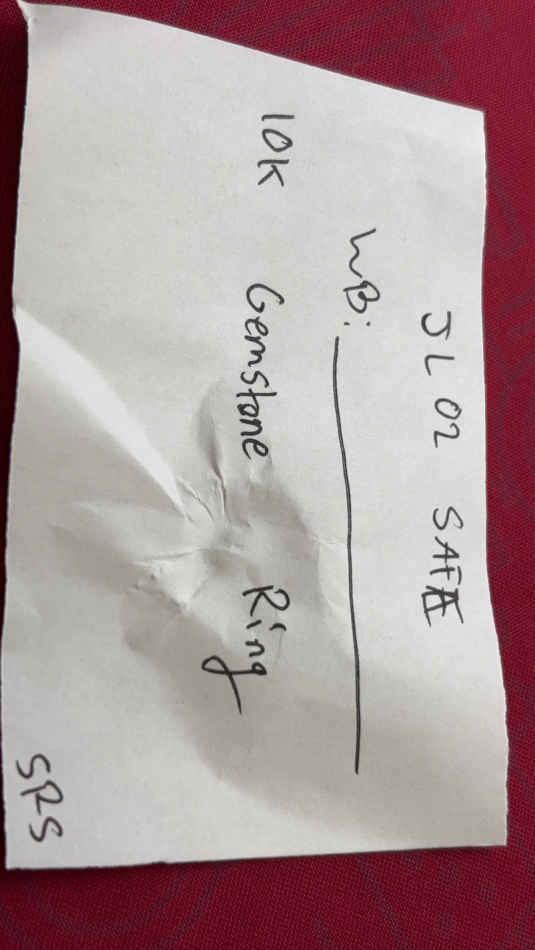 JL02 SAFE
WB:
10K Gemstone Ring
SRS